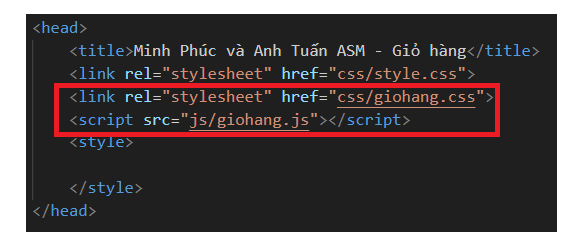 <head>
<title>Minh Phúc và Anh Tuấn ASM - Giỏ hàng</title>
<link rel="stylesheet" href="css/style.css">
<link rel="stylesheet" href="css/giohang.css">
<script src="js/giohang.js"></script>
<style>
</style>
</head>